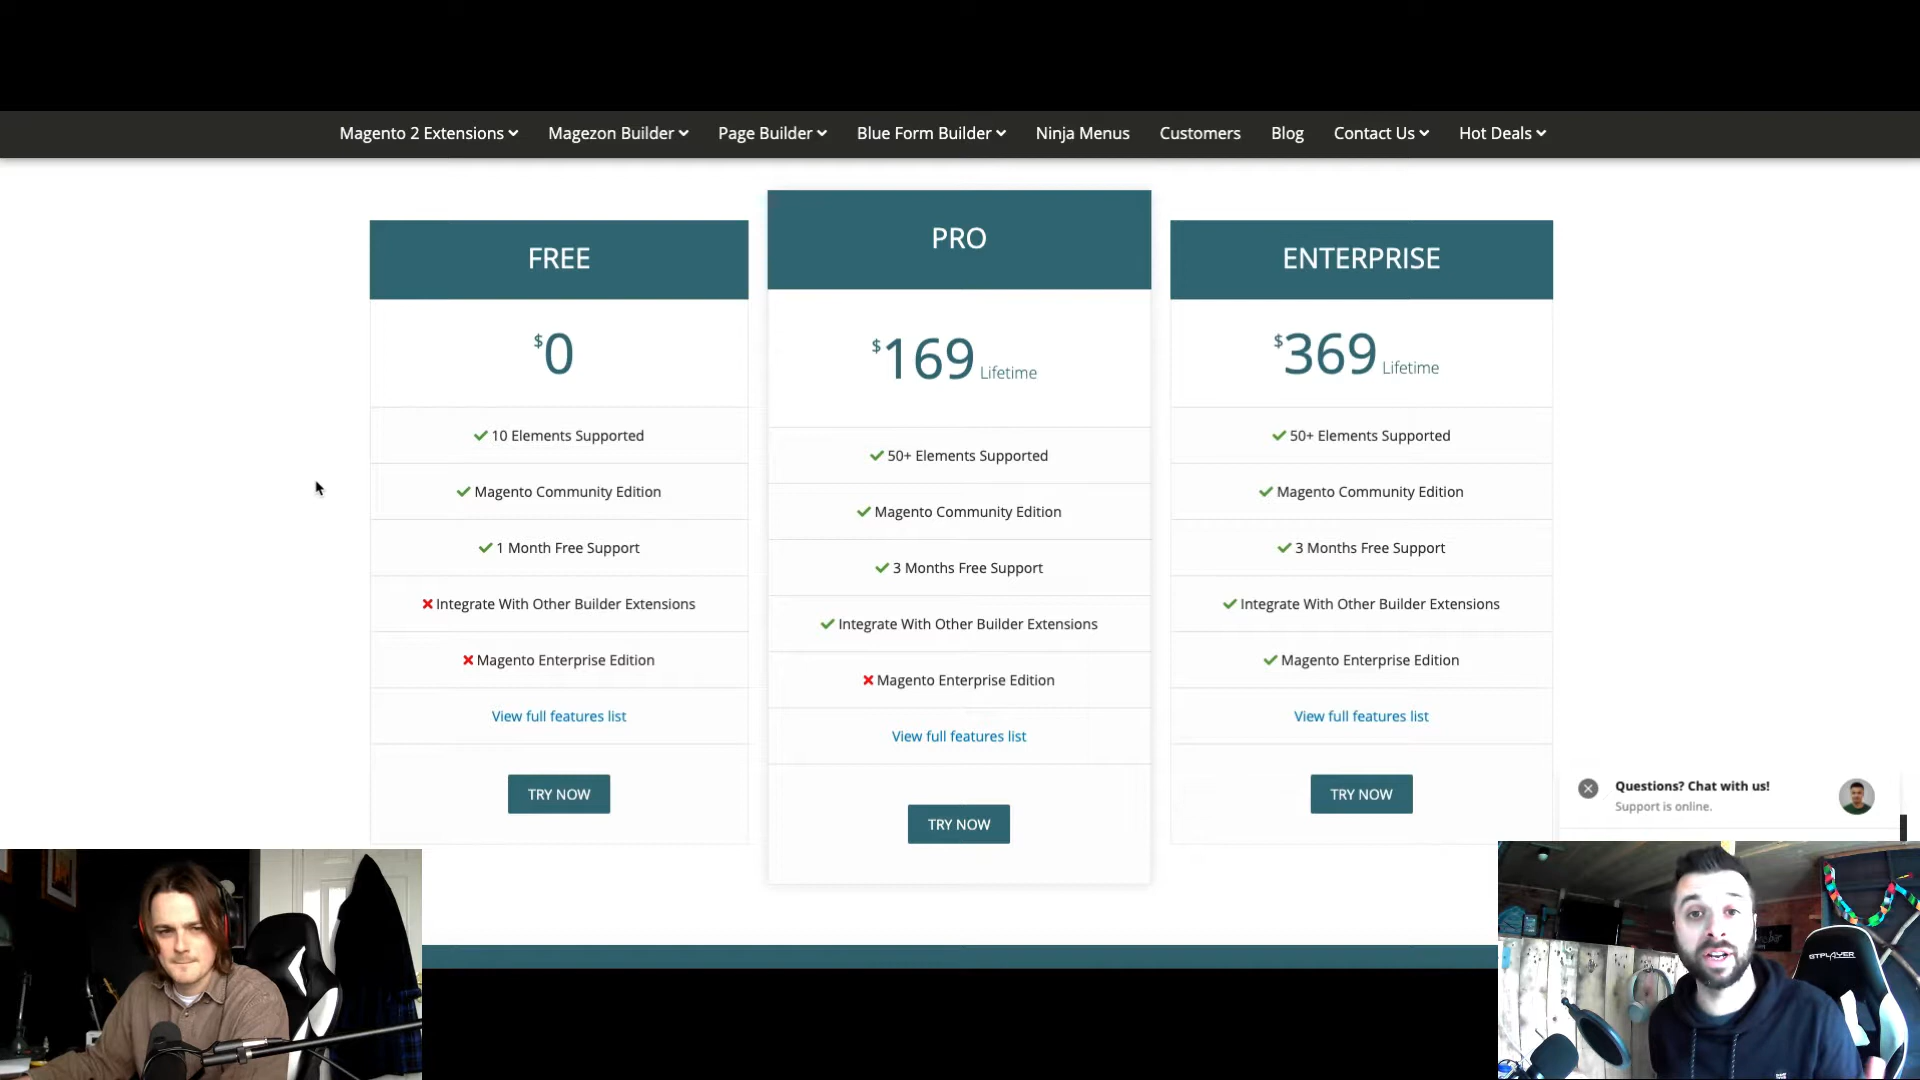 Magento 2 Extensions
Magezon Builder
Page Builder
Blue Form Builder
Ninja Menus
Customers
Blog
Contact Us
Hot Deals
FREE
$0
10 Elements Supported
Magento Community Edition
1 Month Free Support
Integrate With Other Builder Extensions
Magento Enterprise Edition
View full features list
TRY NOW
PRO
$169 Lifetime
50+ Elements Supported
Magento Community Edition
3 Months Free Support
Integrate With Other Builder Extensions
Magento Enterprise Edition
View full features list
TRY NOW
ENTERPRISE
$369 Lifetime
50+ Elements Supported
Magento Community Edition
3 Months Free Support
Integrate With Other Builder Extensions
Magento Enterprise Edition
View full features list
TRY NOW
Questions? Chat with us!
Support is online.
GTPLAYER